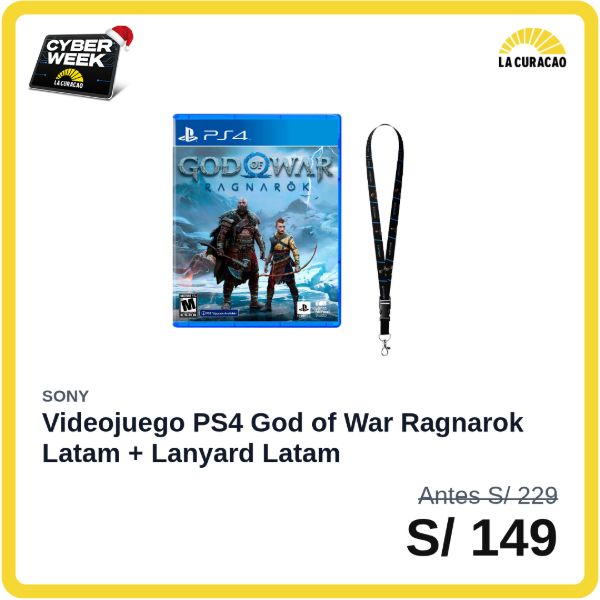 CYBER
WEEK
LA CURACAO
LA CURACAO
PS4
GOD OF WAR
RAGNARÖK
M
SONY
Videojuego PS4 God of War Ragnarok
Latam + Lanyard Latam
Antes S/ 229
S/ 149